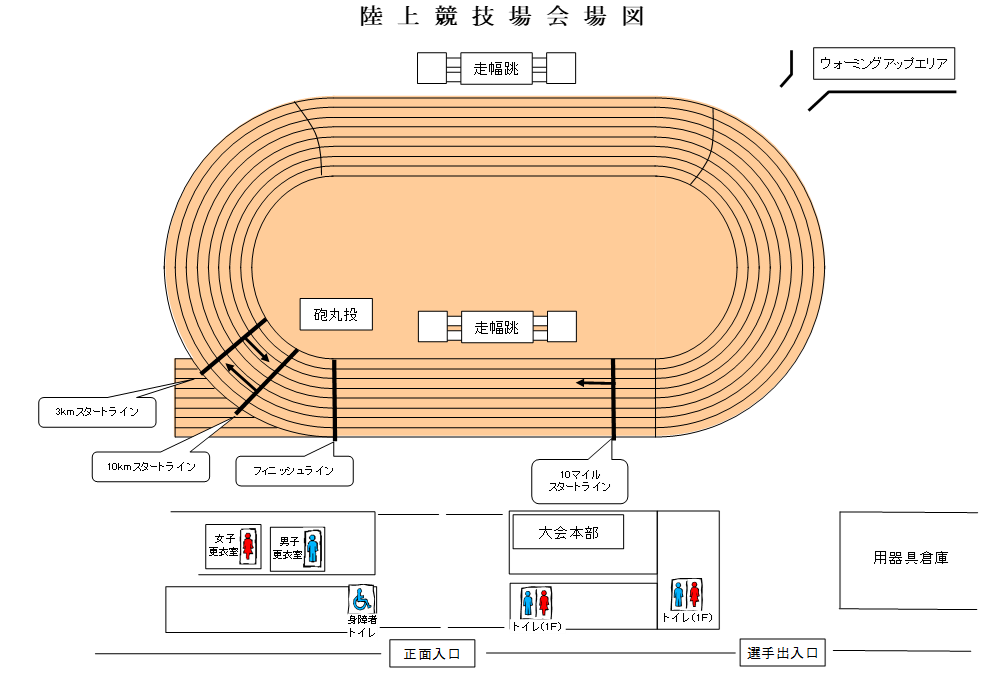 陸上競技場会場図
走幅跳
ウォーミングアップエリア
砲丸投
走幅跳
3kmスタートライン
10kmスタートライン
フィニッシュライン
10マイル
スタートライン
女子
更衣室
男子
更衣室
大会本部
用器具倉庫
身障者
トイレ
トイレ(1F)
トイレ(1F)
正面入口
選手出入口